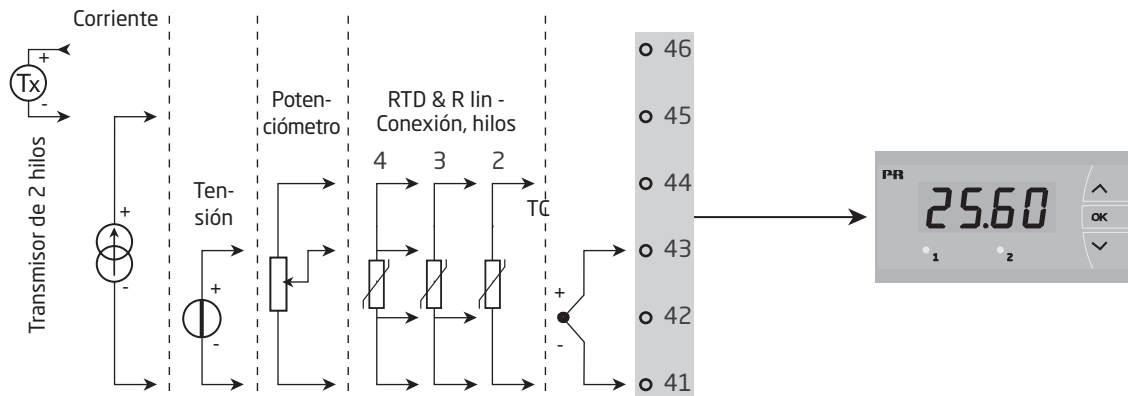 Corriente
+
Tx
-
Transmisor de 2 hilos
+
-
Ten-
sión
+
-
Poten-
ciómetro
RTD & R lin -
Conexión, hilos
4 3 2
TC
+
-
46
45
44
43
42
41
PR
25.60
OK
1 2